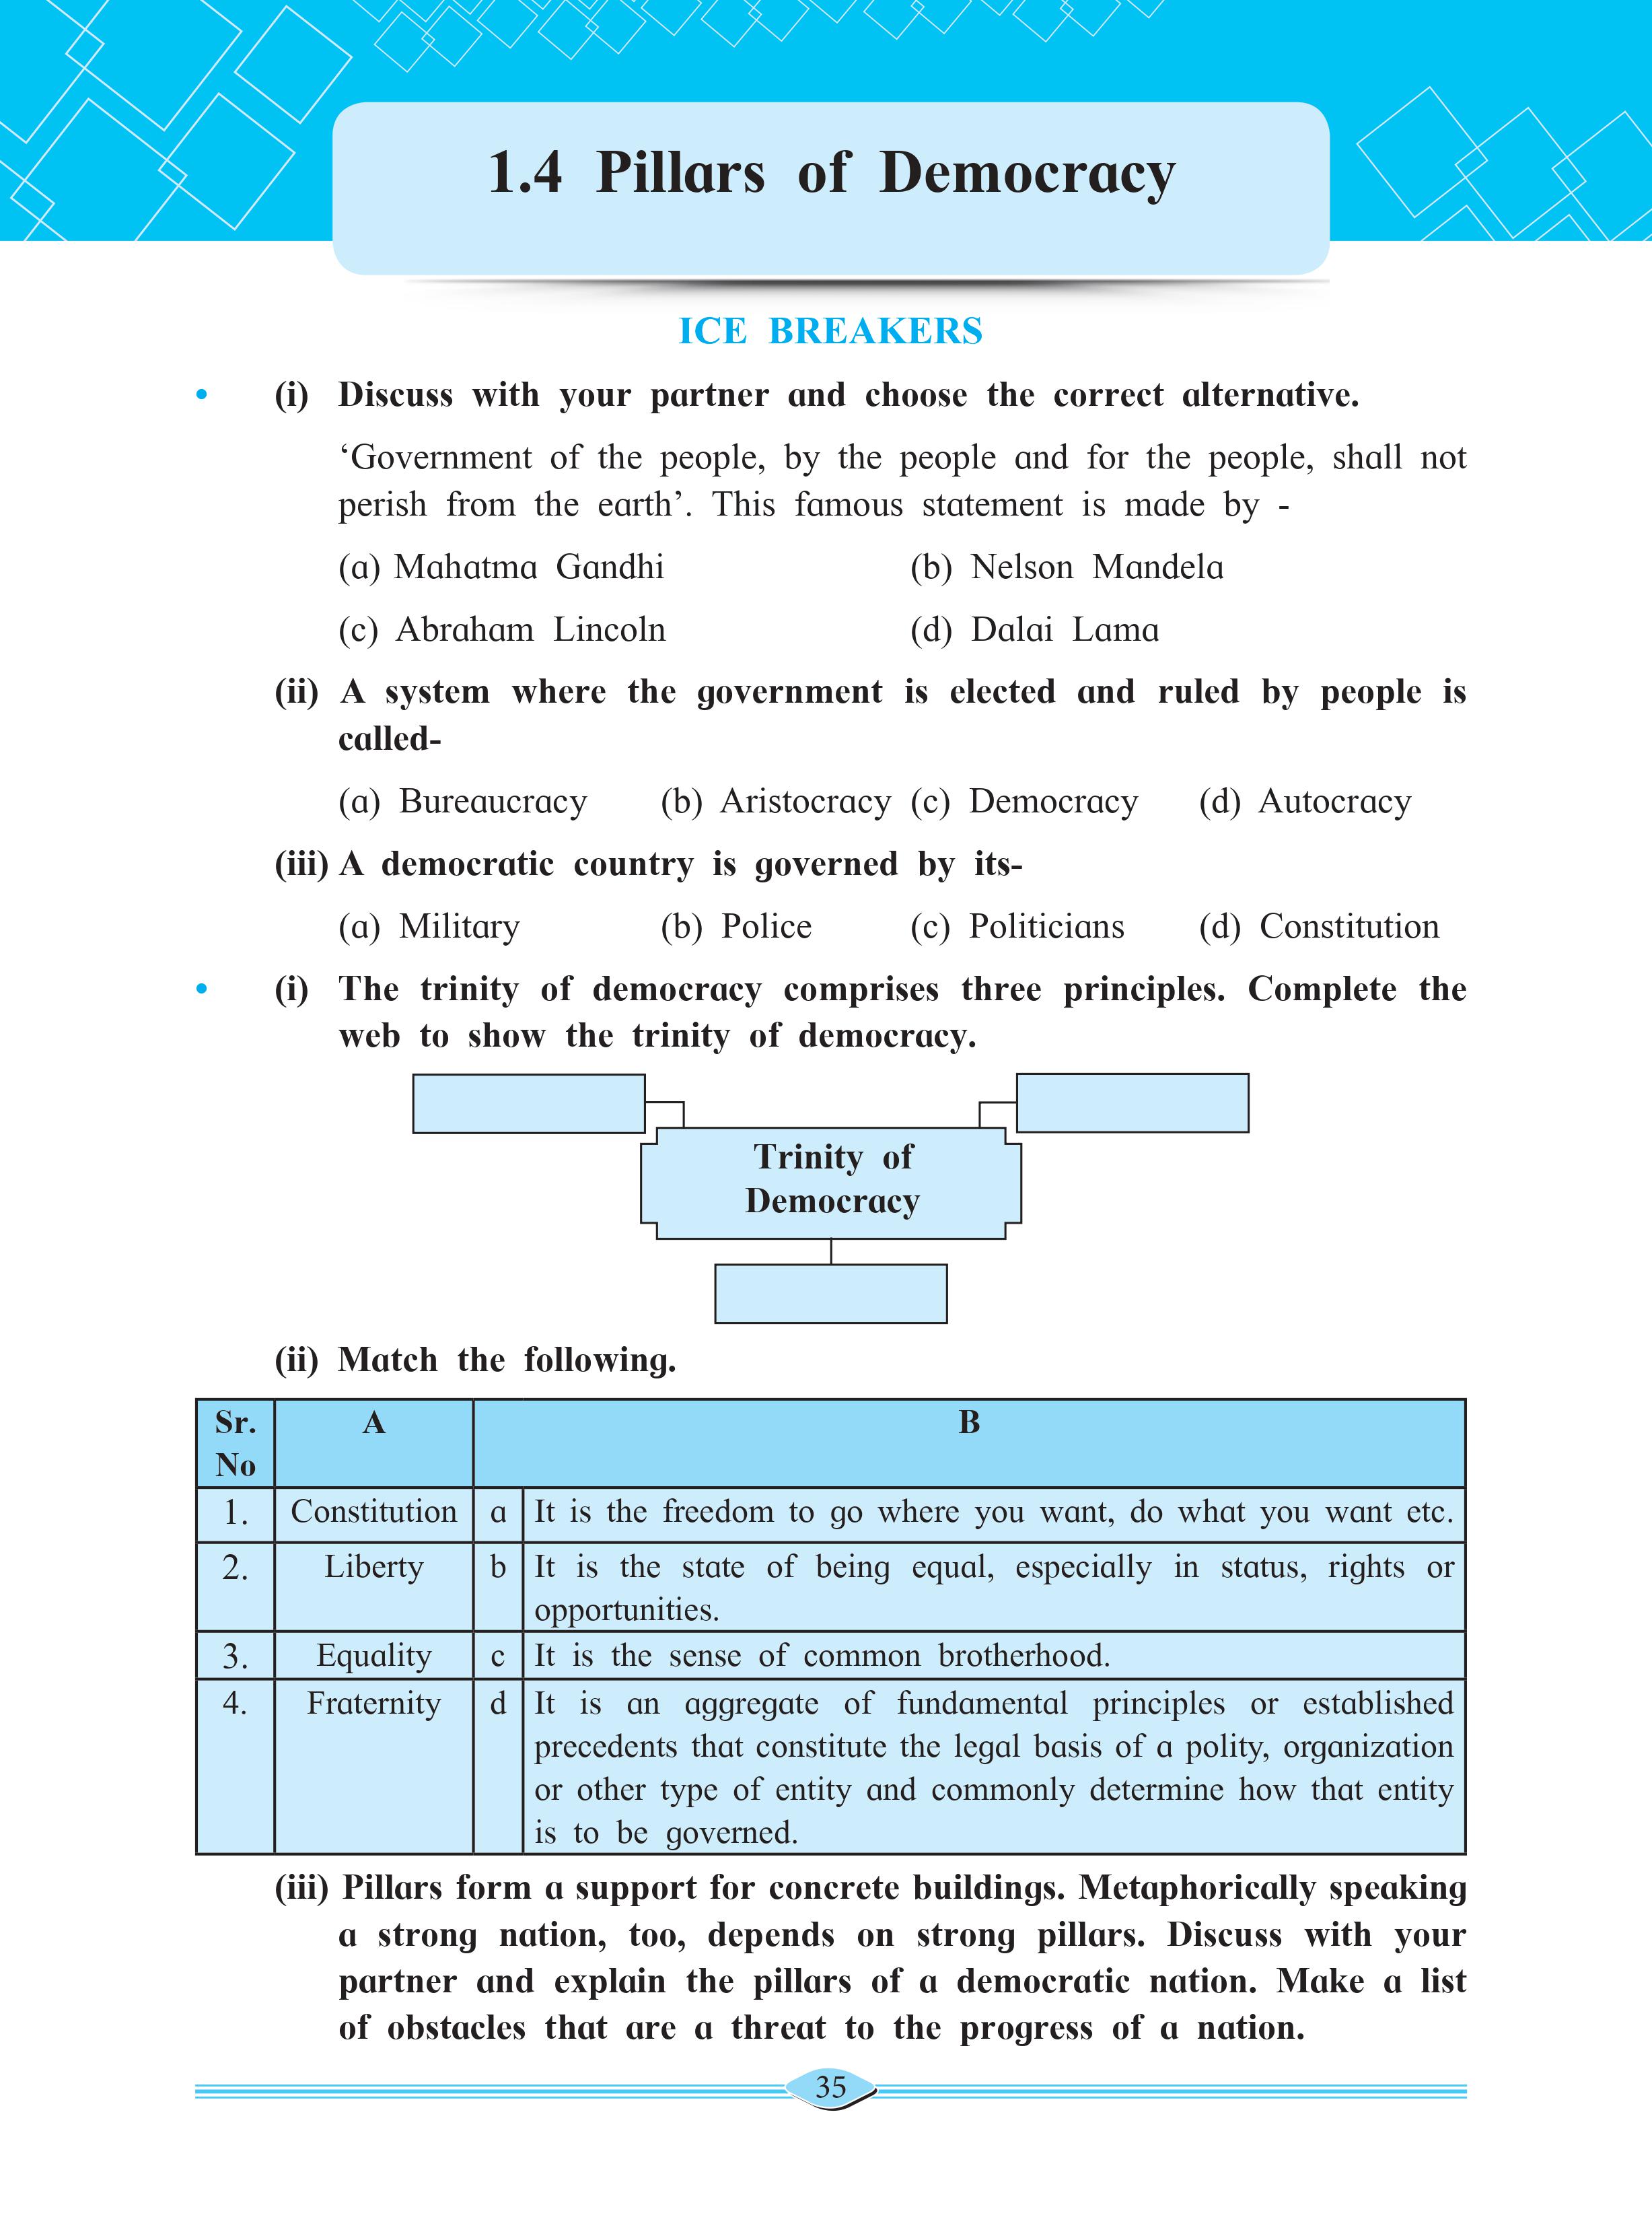 1.4 Pillars of Democracy
ICE BREAKERS
• (i) Discuss with your partner and choose the correct alternative.
‘Government of the people, by the people and for the people, shall not
perish from the earth’. This famous statement is made by -
(a) Mahatma Gandhi (b) Nelson Mandela
(c) Abraham Lincoln (d) Dalai Lama
(ii) A system where the government is elected and ruled by people is
called-
(a) Bureaucracy (b) Aristocracy (c) Democracy (d) Autocracy
(iii) A democratic country is governed by its-
(a) Military (b) Police (c) Politicians (d) Constitution
• (i) The trinity of democracy comprises three principles. Complete the
web to show the trinity of democracy.
Trinity of
Democracy
(ii) Match the following.
Sr. A B
No
1. Constitution a It is the freedom to go where you want, do what you want etc.
2. Liberty b It is the state of being equal, especially in status, rights or
opportunities.
3. Equality c It is the sense of common brotherhood.
4. Fraternity d It is an aggregate of fundamental principles or established
precedents that constitute the legal basis of a polity, organization
or other type of entity and commonly determine how that entity
is to be governed.
(iii) Pillars form a support for concrete buildings. Metaphorically speaking
a strong nation, too, depends on strong pillars. Discuss with your
partner and explain the pillars of a democratic nation. Make a list
of obstacles that are a threat to the progress of a nation.
35